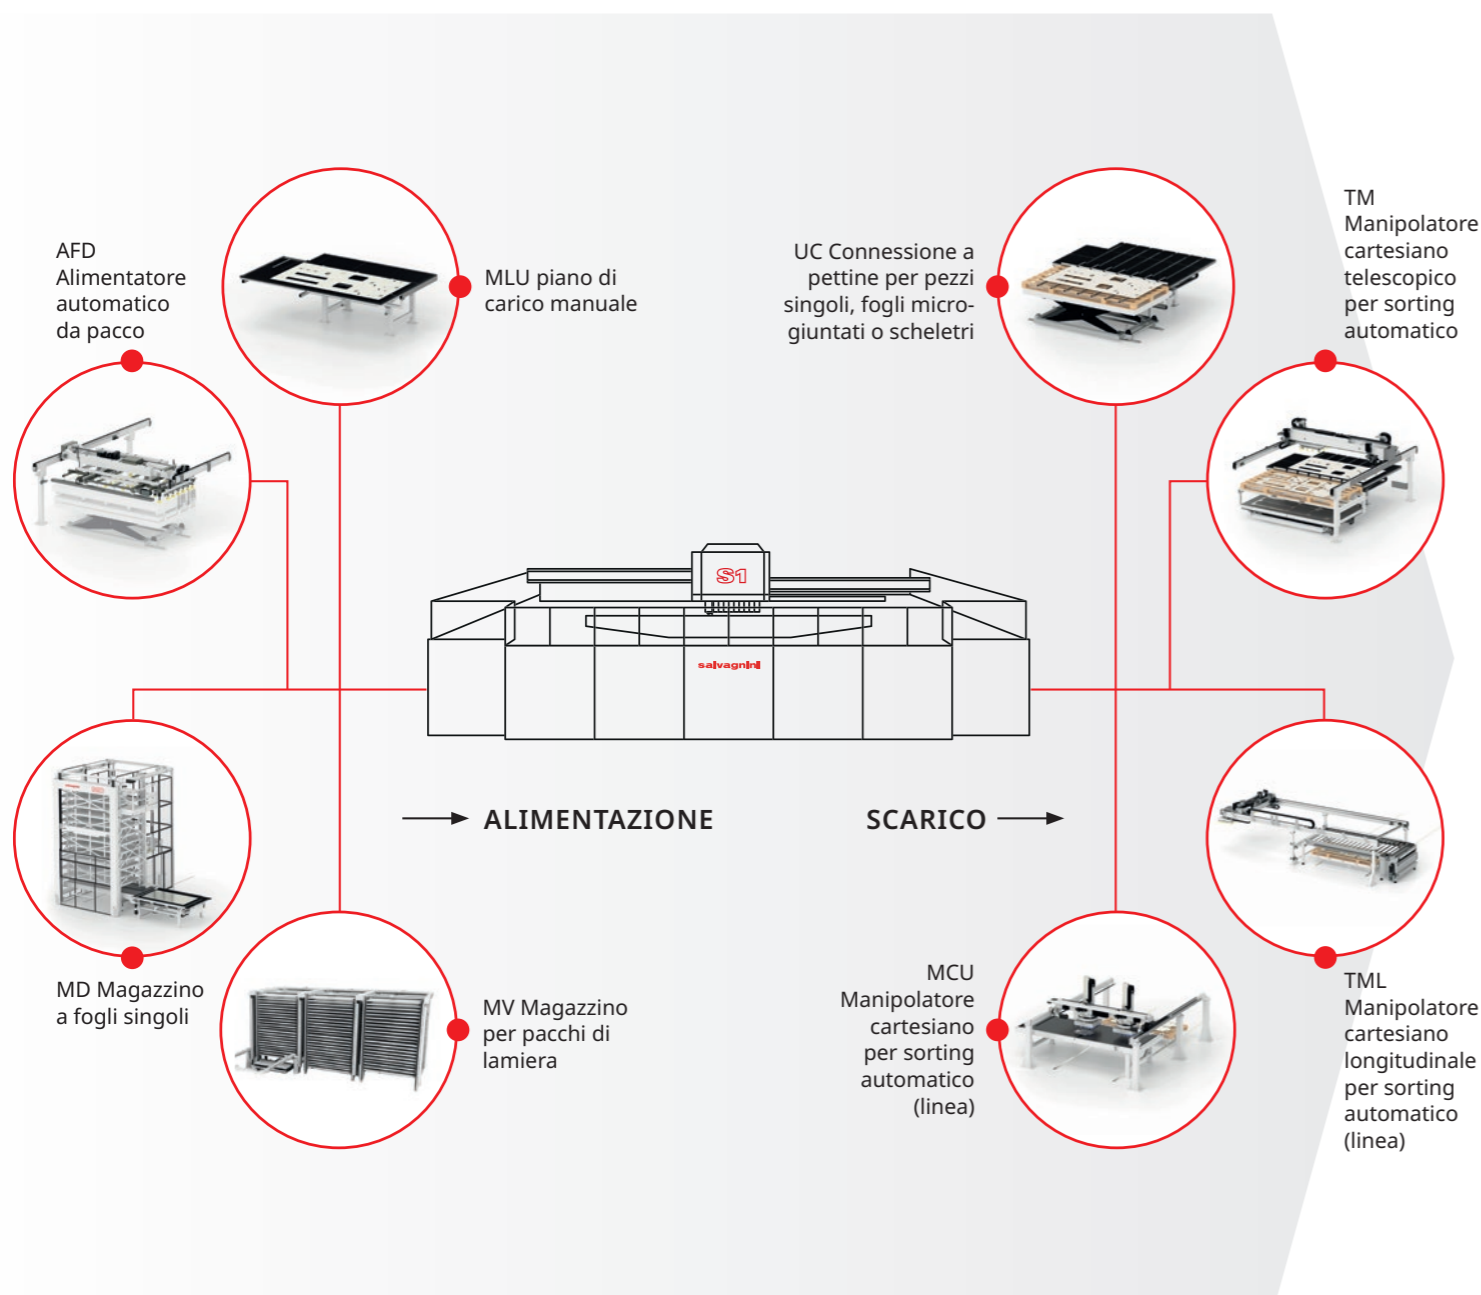 AFD
Alimentatore
automatico
da pacco
MLU piano di
carico manuale
UC Connessione a
pettine per pezzi
singoli, fogli micro-
giuntati o scheletri
TM
Manipolatore
cartesiano
telescopico
per sorting
automatico
S1
salvagnini
ALIMENTAZIONE
SCARICO
MD Magazzino
a fogli singoli
MV Magazzino
per pacchi di
lamiera
MCU
Manipolatore
cartesiano
per sorting
automatico
(linea)
TML
Manipolatore
cartesiano
longitudinale
per sorting
automatico
(linea)